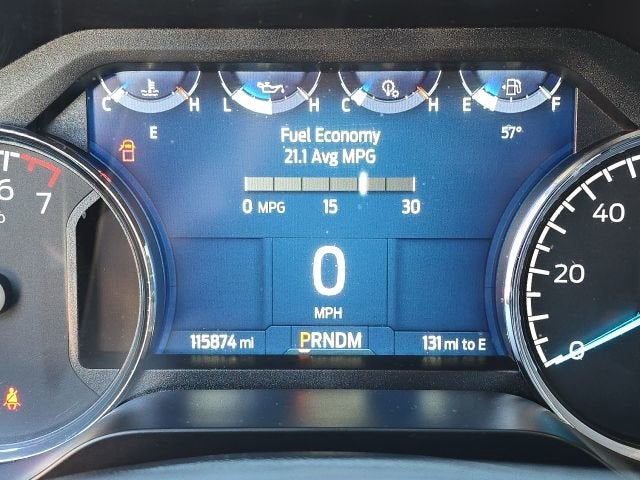 C H L H C H E F
E 57°
Fuel Economy
21.1 Avg MPG
0 MPG 15 30
6
7
40
20
0
0
MPH
115874 mi PRNDM 131 mi to E